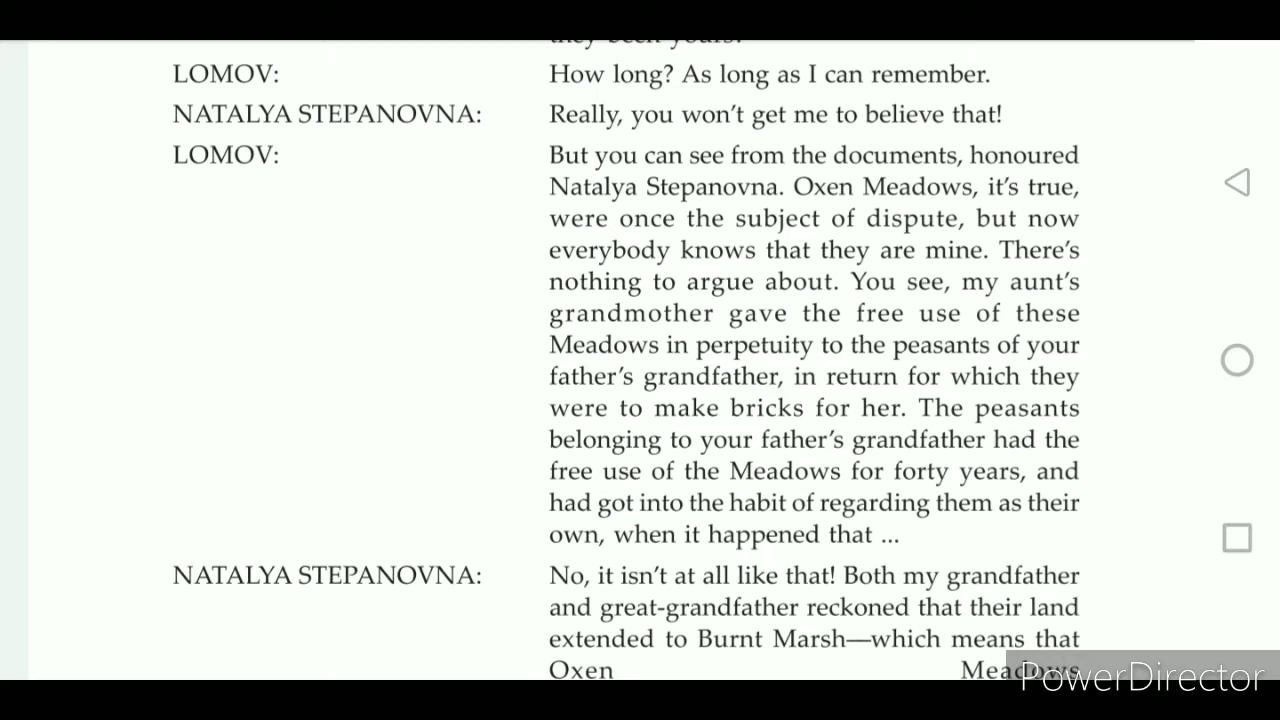 they been yours?
LOMOV: How long? As long as I can remember.
NATALYA STEPANOVNA: Really, you won't get me to believe that!
LOMOV: But you can see from the documents, honoured
Natalya Stepanovna. Oxen Meadows, it's true,
were once the subject of dispute, but now
everybody knows that they are mine. There's
nothing to argue about. You see, my aunt's
grandmother gave the free use of these
Meadows in perpetuity to the peasants of your
father's grandfather, in return for which they
were to make bricks for her. The peasants
belonging to your father's grandfather had the
free use of the Meadows for forty years, and
had got into the habit of regarding them as their
own, when it happened that ...
NATALYA STEPANOVNA: No, it isn't at all like that! Both my grandfather
and great-grandfather reckoned that their land
extended to Burnt Marsh—which means that
Oxen Meadows
PowerDirector